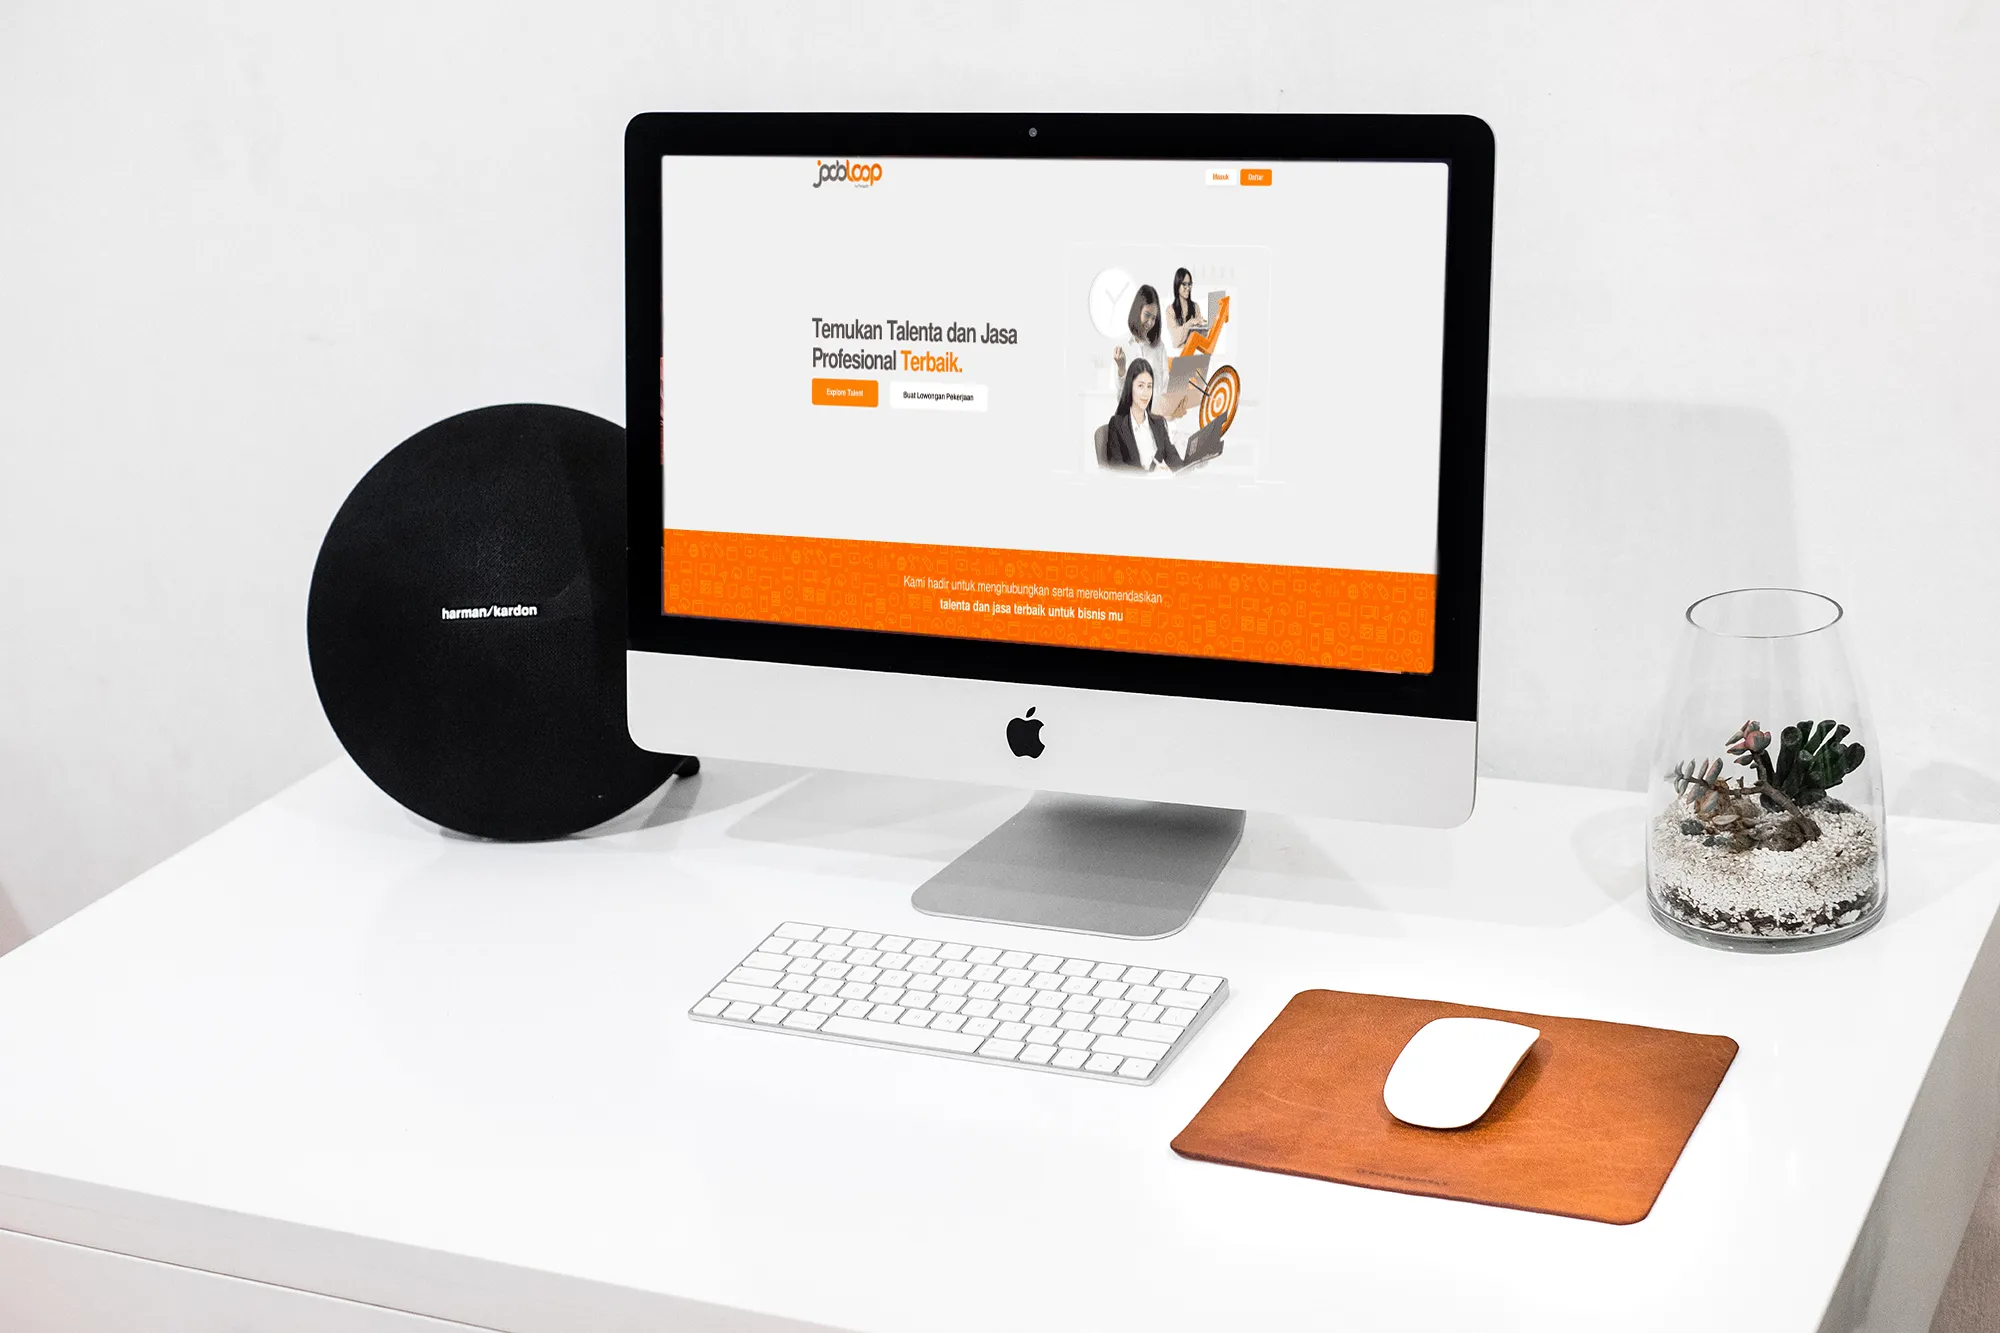 jobloop
Masuk
Daftar
Temukan Talenta dan Jasa
Profesional Terbaik.
Explore Talent
Buat Lowongan Pekerjaan
Kami hadir untuk menghubungkan serta merekomendasikan
talenta dan jasa terbaik untuk bisnis mu
harman/kardon